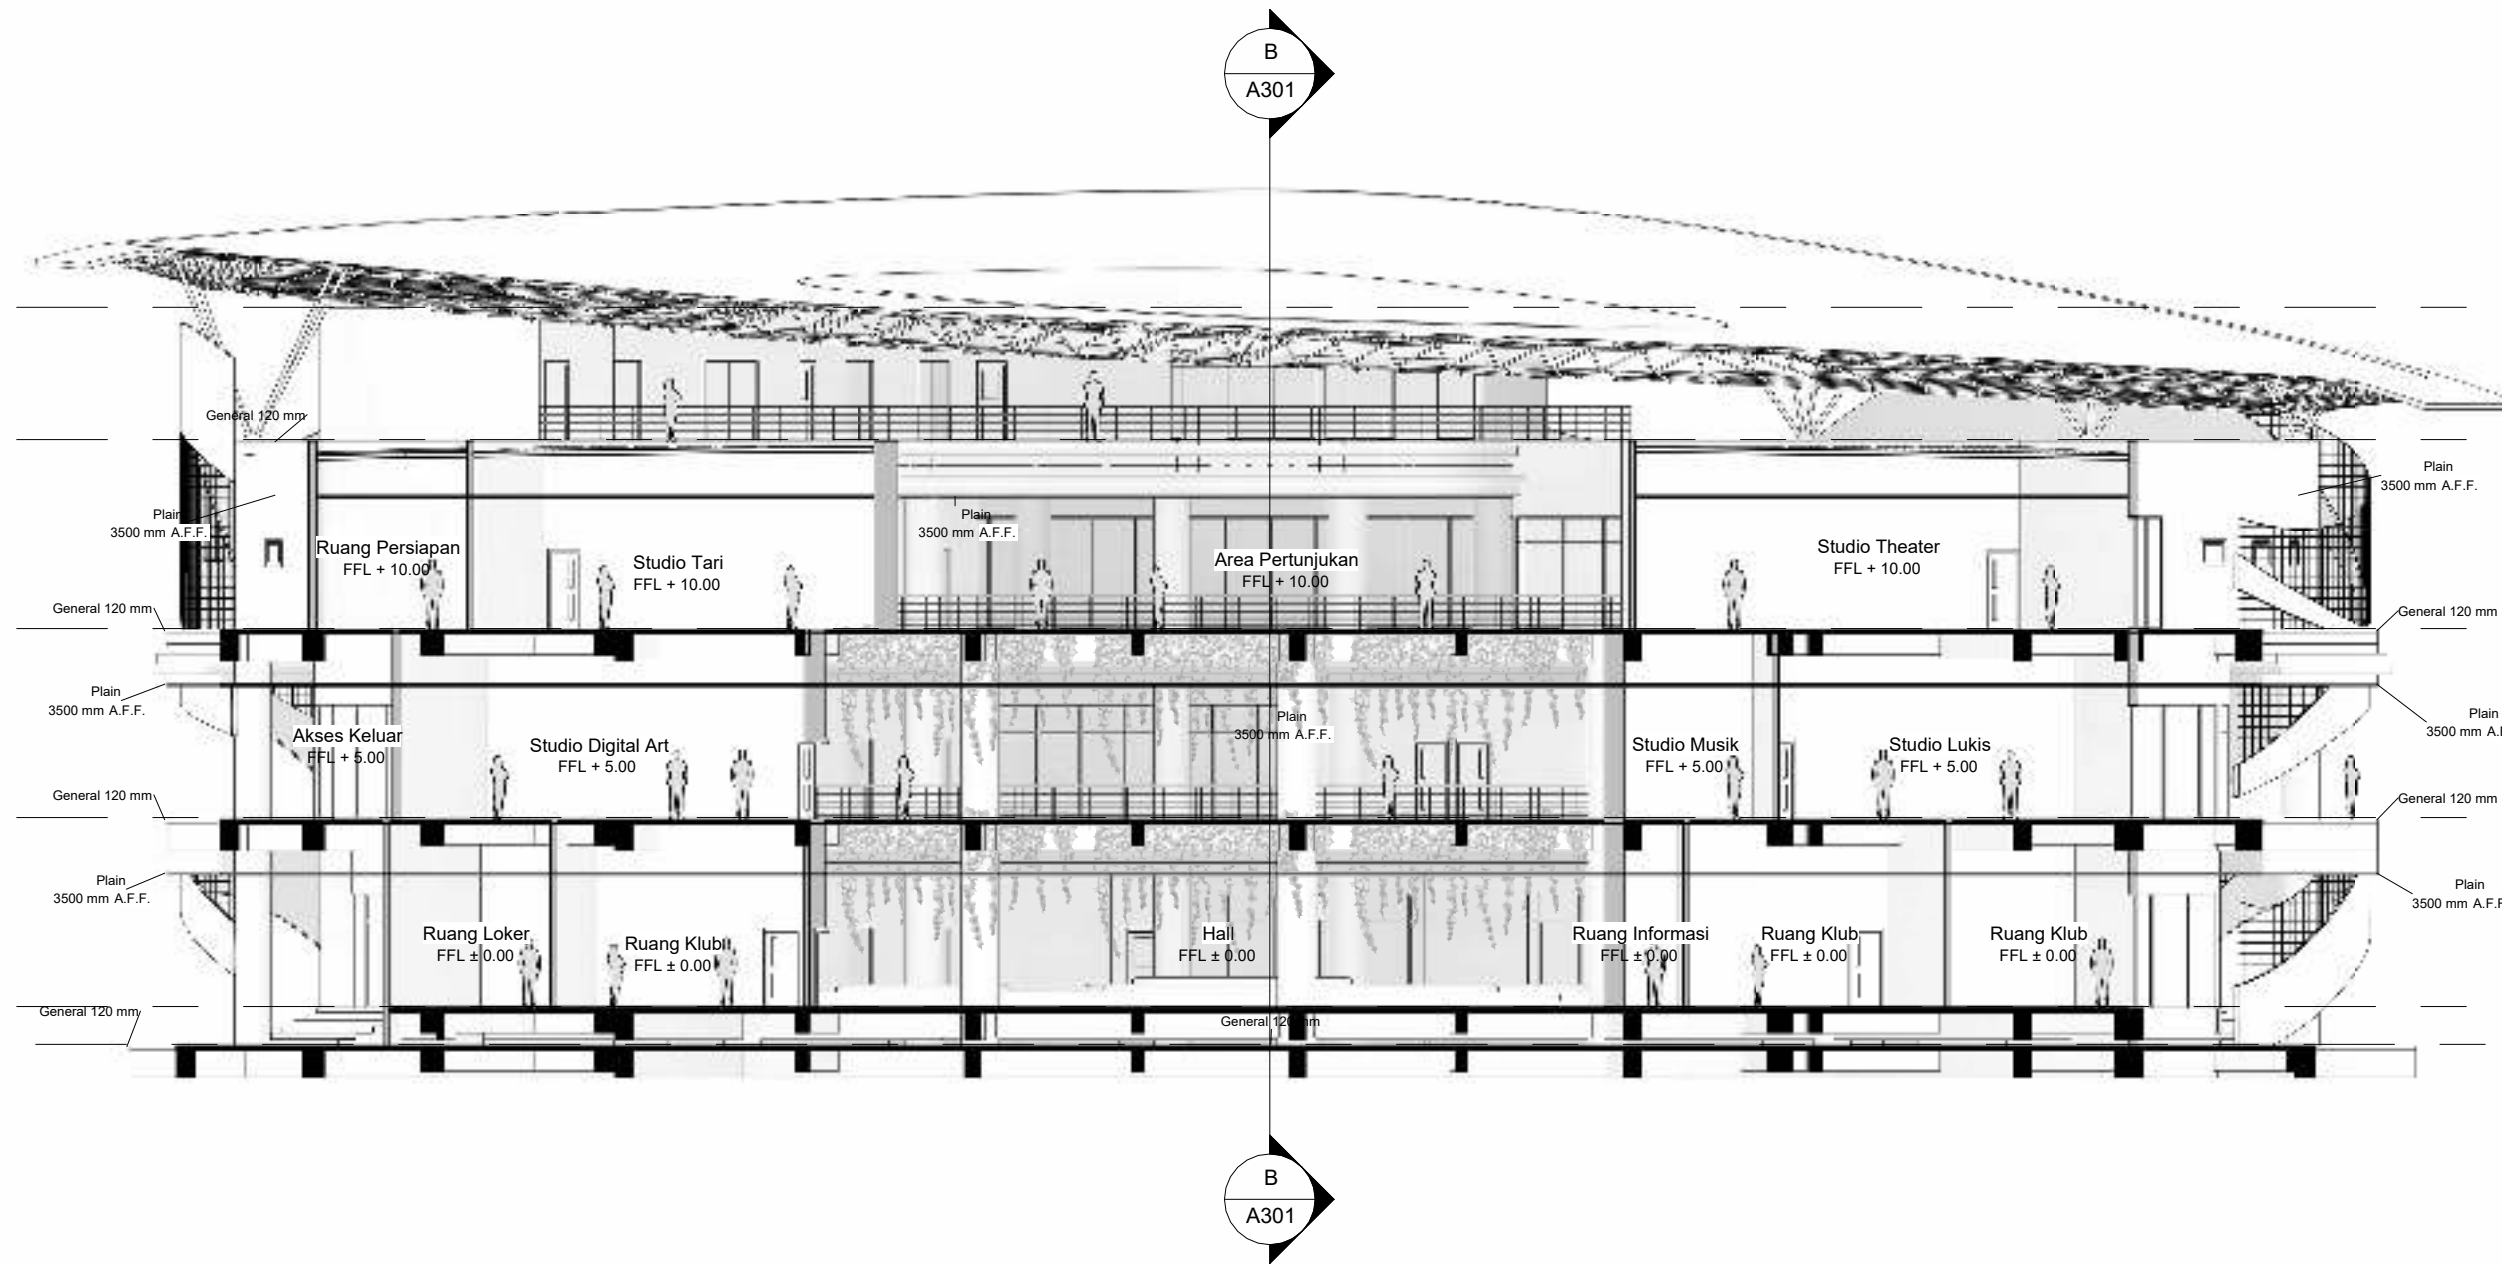 B
A301
General 120 mm
Plain
3500 mm A.F.F.
Plain
3500 mm A.F.F.
Plain
3500 mm A.F.F.
Ruang Persiapan
FFL + 10.00
Studio Tari
FFL + 10.00
Area Pertunjukan
FFL + 10.00
Studio Theater
FFL + 10.00
General 120 mm
General 120 mm
Plain
3500 mm A.F.F.
Akses Keluar
FFL + 5.00
Studio Digital Art
FFL + 5.00
Plain
3500 mm A.F.F.
Studio Musik
FFL + 5.00
Studio Lukis
FFL + 5.00
Plain
3500 mm A.
General 120 mm
General 120 mm
Plain
3500 mm A.F.F.
Ruang Loker
FFL ± 0.00
Ruang Klub
FFL ± 0.00
Hall
FFL ± 0.00
Ruang Informasi
FFL ± 0.00
Ruang Klub
FFL ± 0.00
Ruang Klub
FFL ± 0.00
Plain
3500 mm A.F.F
General 120 mm
General 120 mm
B
A301